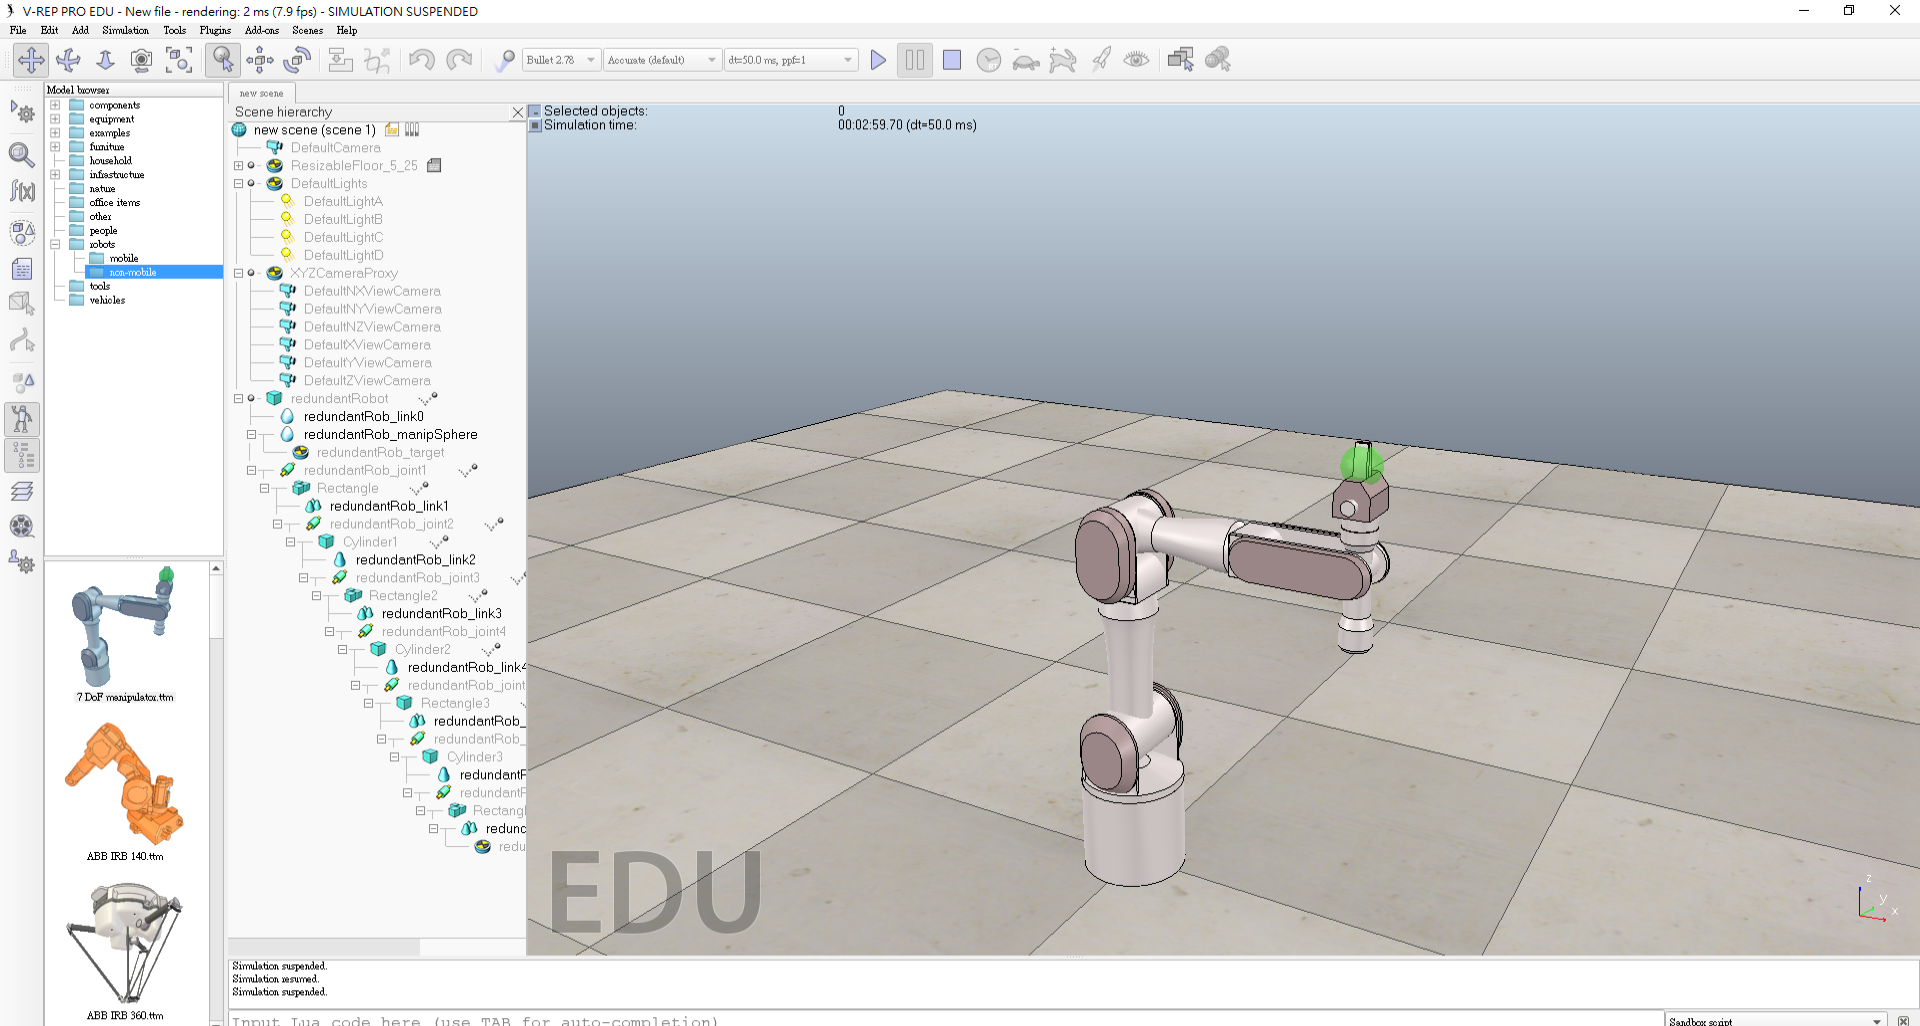 V-REP PRO EDU - New file - rendering: 2 ms (7.9 fps) - SIMULATION SUSPENDED
File Edit Add Simulation Tools Plugins Add-ons Scenes Help
Bullet 2.78 Accurate (default) dt=50.0 ms, ppf=1
Model browser
components
equipment
examples
furniture
household
infrastructure
nature
office items
other
people
robots
mobile
non-mobile
tools
vehicles
7 DoF manipulator.ttm
ABB IRB 140.ttm
ABB IRB 360.ttm
new scene
Scene hierarchy
new scene (scene 1)
DefaultCamera
ResizableFloor_5_25
DefaultLights
DefaultLightA
DefaultLightB
DefaultLightC
DefaultLightD
XYZCameraProxy
DefaultNXViewCamera
DefaultNYViewCamera
DefaultNZViewCamera
DefaultXViewCamera
DefaultYViewCamera
DefaultZViewCamera
redundantRobot
redundantRob_link0
redundantRob_manipSphere
redundantRob_target
redundantRob_joint1
Rectangle
redundantRob_link1
redundantRob_joint2
Cylinder1
redundantRob_link2
redundantRob_joint3
Rectangle2
redundantRob_link3
redundantRob_joint4
Cylinder2
redundantRob_link4
redundantRob_joint
Rectangle3
redundantRob_
redundantRob_
Cylinder3
redundantR
redundantR
Rectangl
redund
redu
Selected objects: 0
Simulation time: 00:02:59.70 (dt=50.0 ms)
EDU
z
y
x
Simulation suspended.
Simulation resumed.
Simulation suspended.
Input Lua code here (use TAB for auto-completion)
Sandbox script